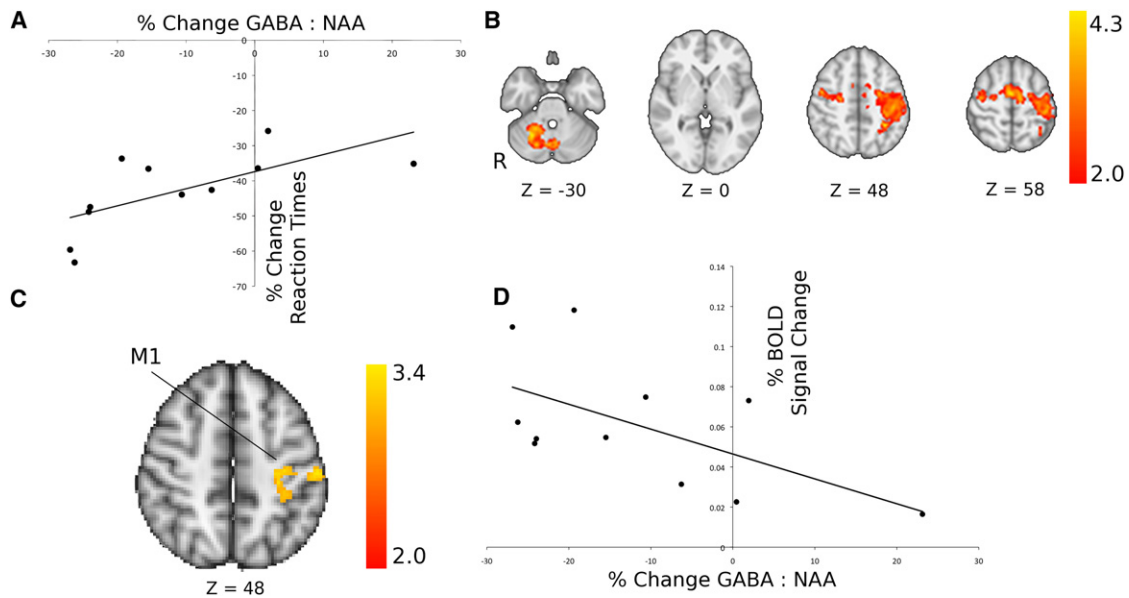 A
% Change GABA : NAA
-30 -20 -10 0 10 20 30
-10
-20
-30
-40
-50
-60
-70
% Change
Reaction Times
B
R
Z = -30 Z = 0 Z = 48 Z = 58
4.3
2.0
C
M1
3.4
2.0
Z = 48
D
0.14
0.12
0.1
0.08
0.06
0.04
0.02
0
% BOLD
Signal Change
-30 -20 -10 0 10 20 30
% Change GABA : NAA